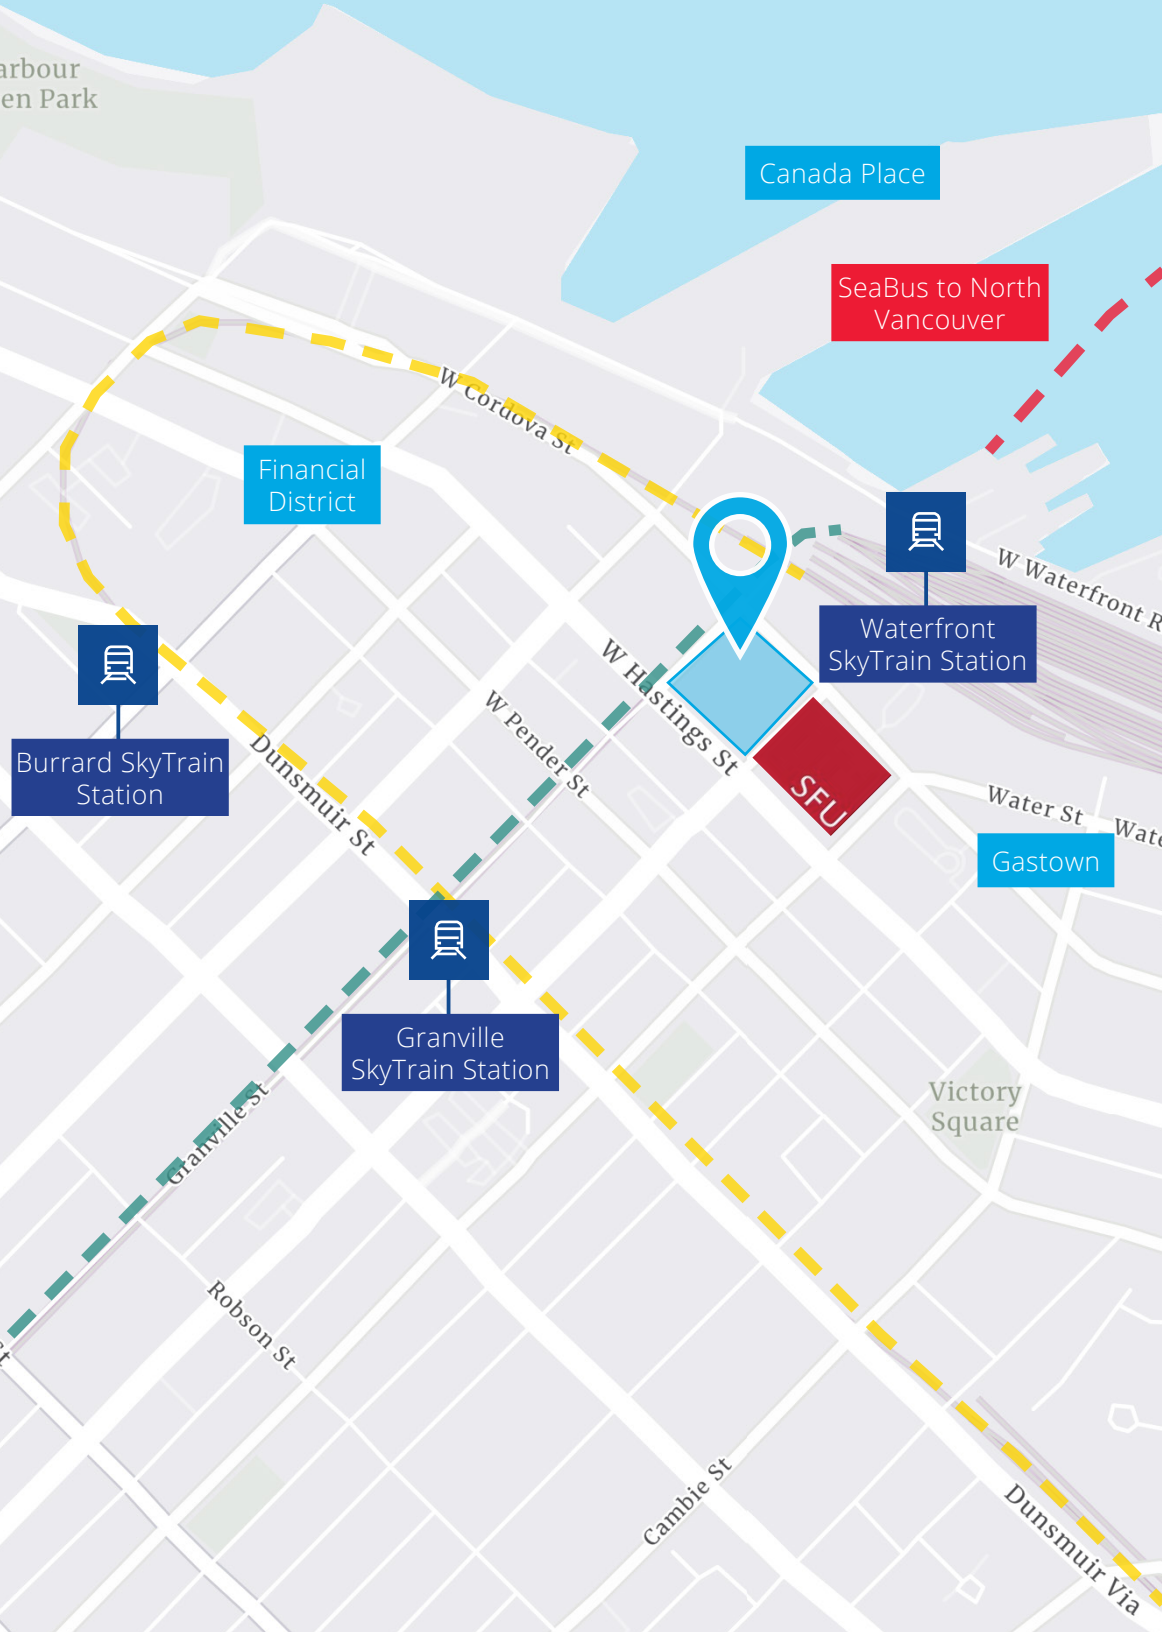 arbour
en Park
Canada Place
SeaBus to North
Vancouver
W Cordova St
Financial
District
W Waterfront R
Waterfront
SkyTrain Station
W Hastings St
W Pender St
Burrard SkyTrain
Station
Dunsmuir St
SFU
Water St
Wate
Gastown
Granville
SkyTrain Station
Victory
Square
Granville St
Robson St
St
Cambie St
Dunsmuir Via